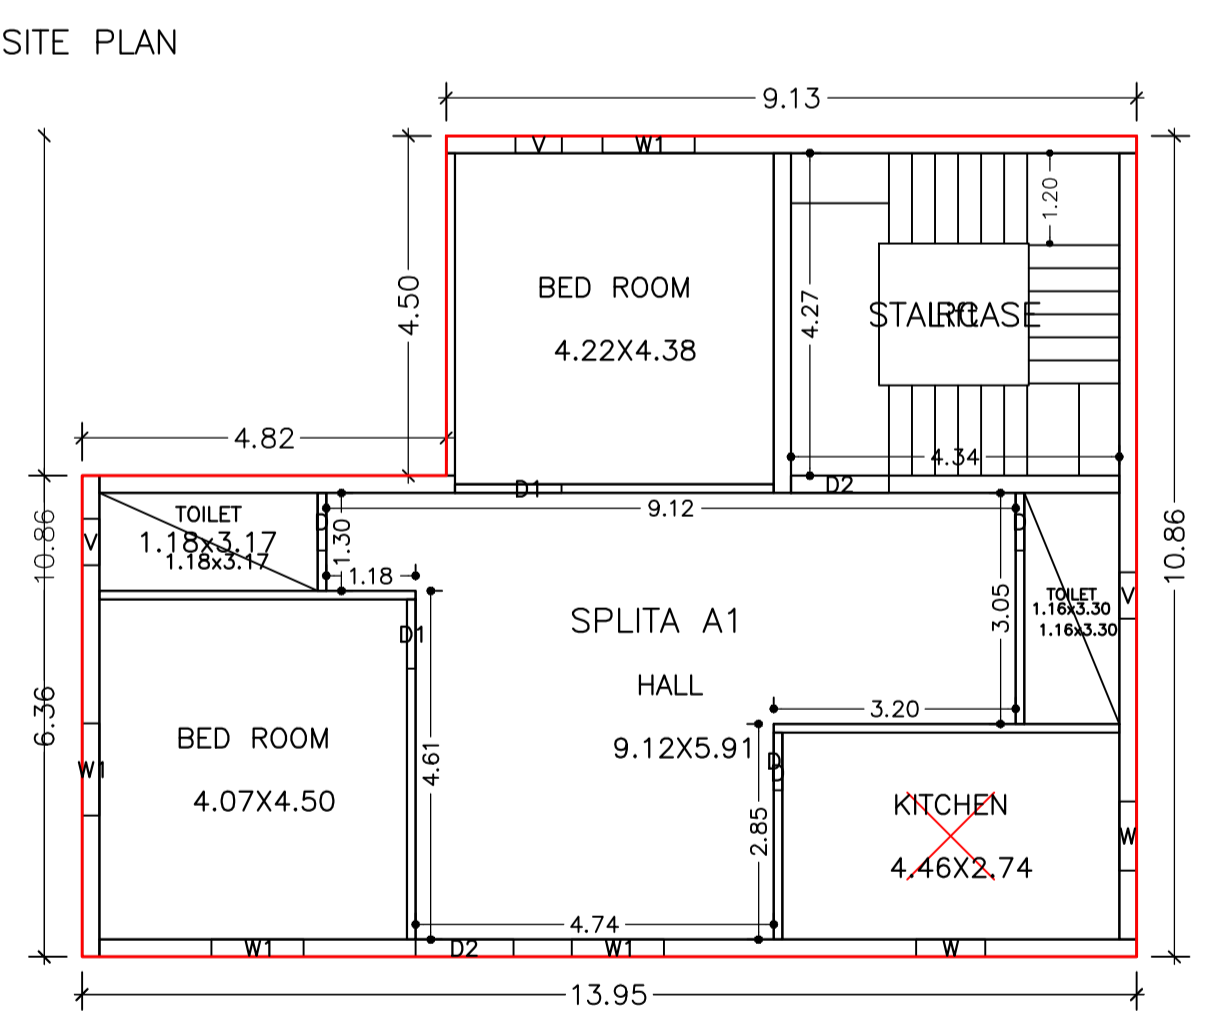 SITE PLAN
9.13
V
W1
1.20
4.50
BED ROOM
4.22X4.38
4.27
STAIRCASE
Lift
4.82
4.34
D1
D2
9.12
10.86
V
TOILET
1.18x3.17
1.18x3.17
D
1.30
1.18
D
3.05
TOILET
1.16x3.30
1.16x3.30
V
10.86
D1
SPLITA A1
HALL
9.12X5.91
3.20
6.36
BED ROOM
4.07X4.50
W1
4.61
D
D
2.85
KITCHEN
4.46X2.74
W
4.74
W1
D2
W1
W
13.95